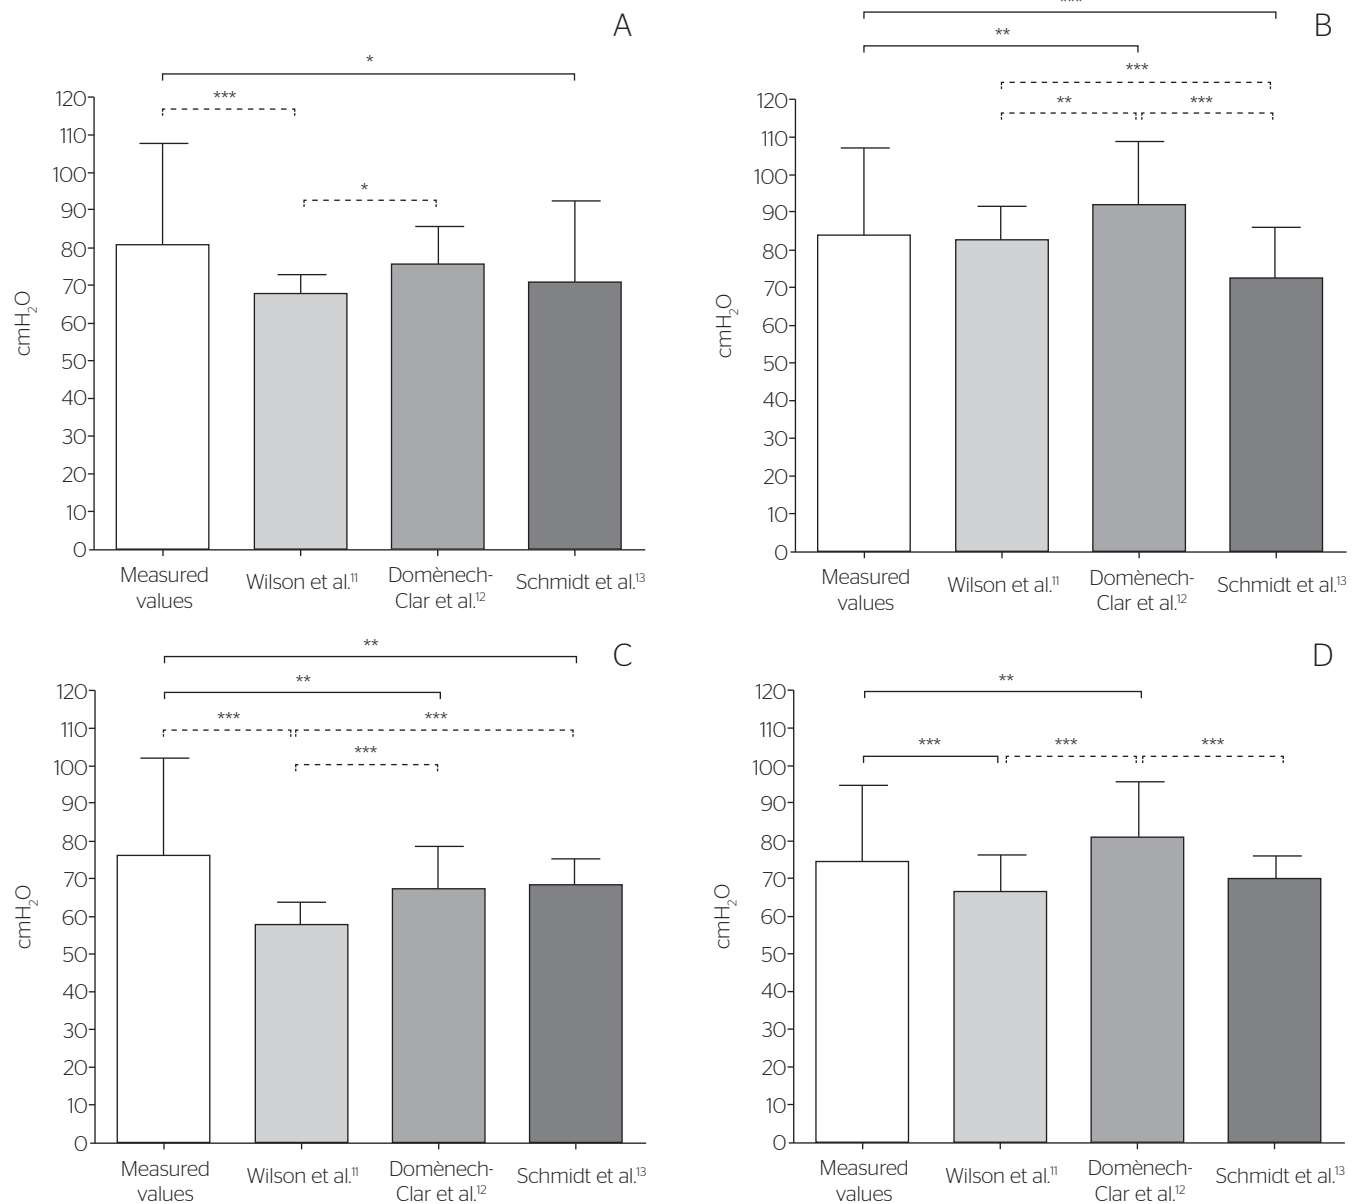 A
*
***
*
120
110
100
90
80
70
60
50
40
30
20
10
0
cmH₂O
Measured values
Wilson et al.¹¹
Domènech-Clar et al.¹²
Schmidt et al.¹³
B
**
***
**
***
120
110
100
90
80
70
60
50
40
30
20
10
0
cmH₂O
Measured
values
Wilson et al.¹¹
Domènech-
Clar et al.¹²
Schmidt et al.¹³
C
**
**
***
***
***
120
110
100
90
80
70
60
50
40
30
20
10
0
cmH₂O
Measured
values
Wilson et al.¹¹
Domènech-
Clar et al.¹²
Schmidt et al.¹³
D
**
***
***
***
120
110
100
90
80
70
60
50
40
30
20
10
0
cmH₂O
Measured
values
Wilson et al.¹¹
Domènech-
Clar et al.¹²
Schmidt et al.¹³